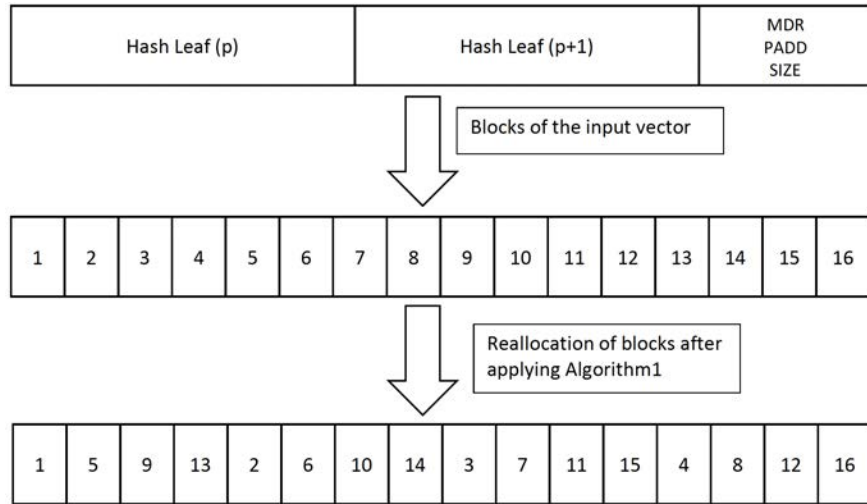 Hash Leaf (p) Hash Leaf (p+1) MDR
PADD
SIZE
Blocks of the input vector
1 2 3 4 5 6 7 8 9 10 11 12 13 14 15 16
Reallocation of blocks after
applying Algorithm1
1 5 9 13 2 6 10 14 3 7 11 15 4 8 12 16